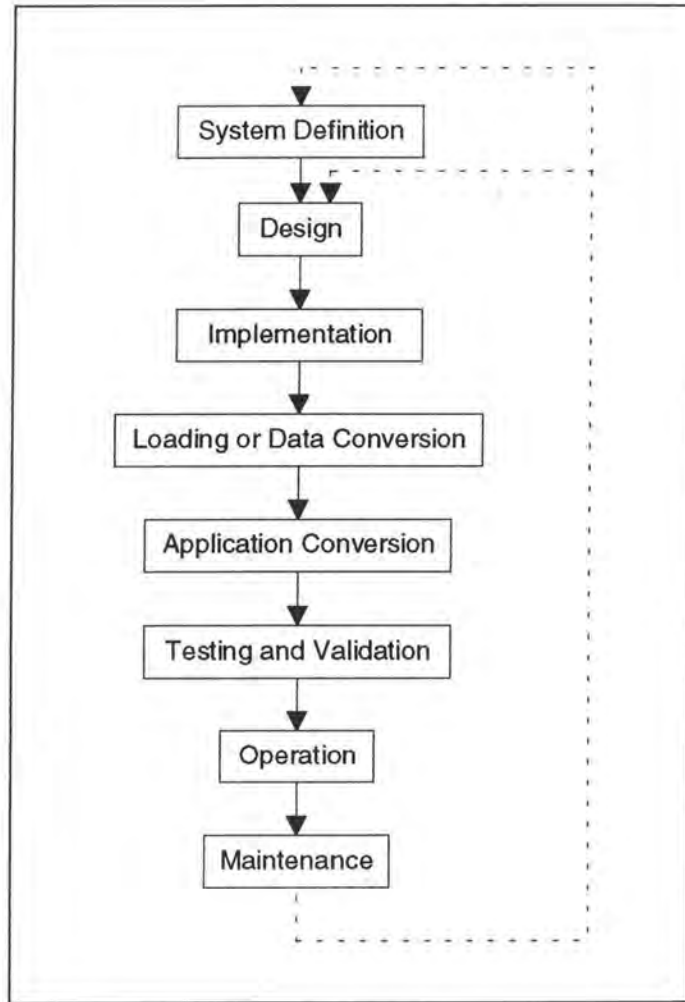 System Definition
Design
Implementation
Loading or Data Conversion
Application Conversion
Testing and Validation
Operation
Maintenance